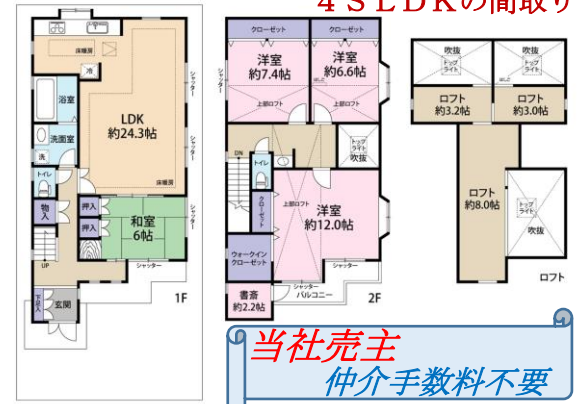 4SLDKの間取り
床暖房
冷
シャッター
浴室
LDK
約24.3帖
洗面室
洗
シャッター
トイレ
床暖房
物入
押入
和室
6帖
押入
シャッター
UP
シャッター
下足入
玄関
1F
クローゼット
洋室
約7.4帖
洋室
約6.6帖
上部ロフト
上部ロフト
DN
トイレ
トップ
ライト
吹抜
クローゼット
上部ロフト
洋室
約12.0帖
ウォークイン
クローゼット
シャッター
書斎
約2.2帖
バルコニー
2F
吹抜
トップ
ライト
吹抜
トップ
ライト
ロフト
約3.2帖
ロフト
約3.0帖
ロフト
約8.0帖
トップ
ライト
吹抜
ロフト
当社売主
仲介手数料不要